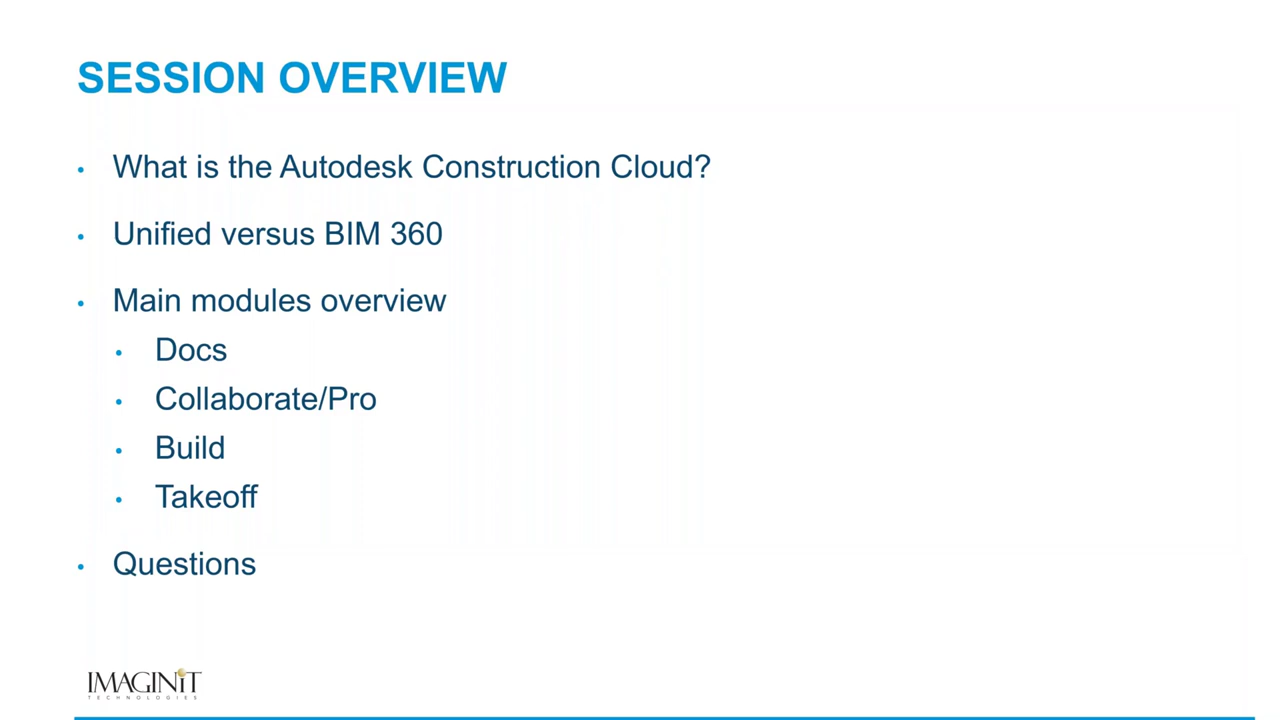 SESSION OVERVIEW
• What is the Autodesk Construction Cloud?
• Unified versus BIM 360
• Main modules overview
• Docs
• Collaborate/Pro
• Build
• Takeoff
• Questions
IMAGINiT
TECHNOLOGIES